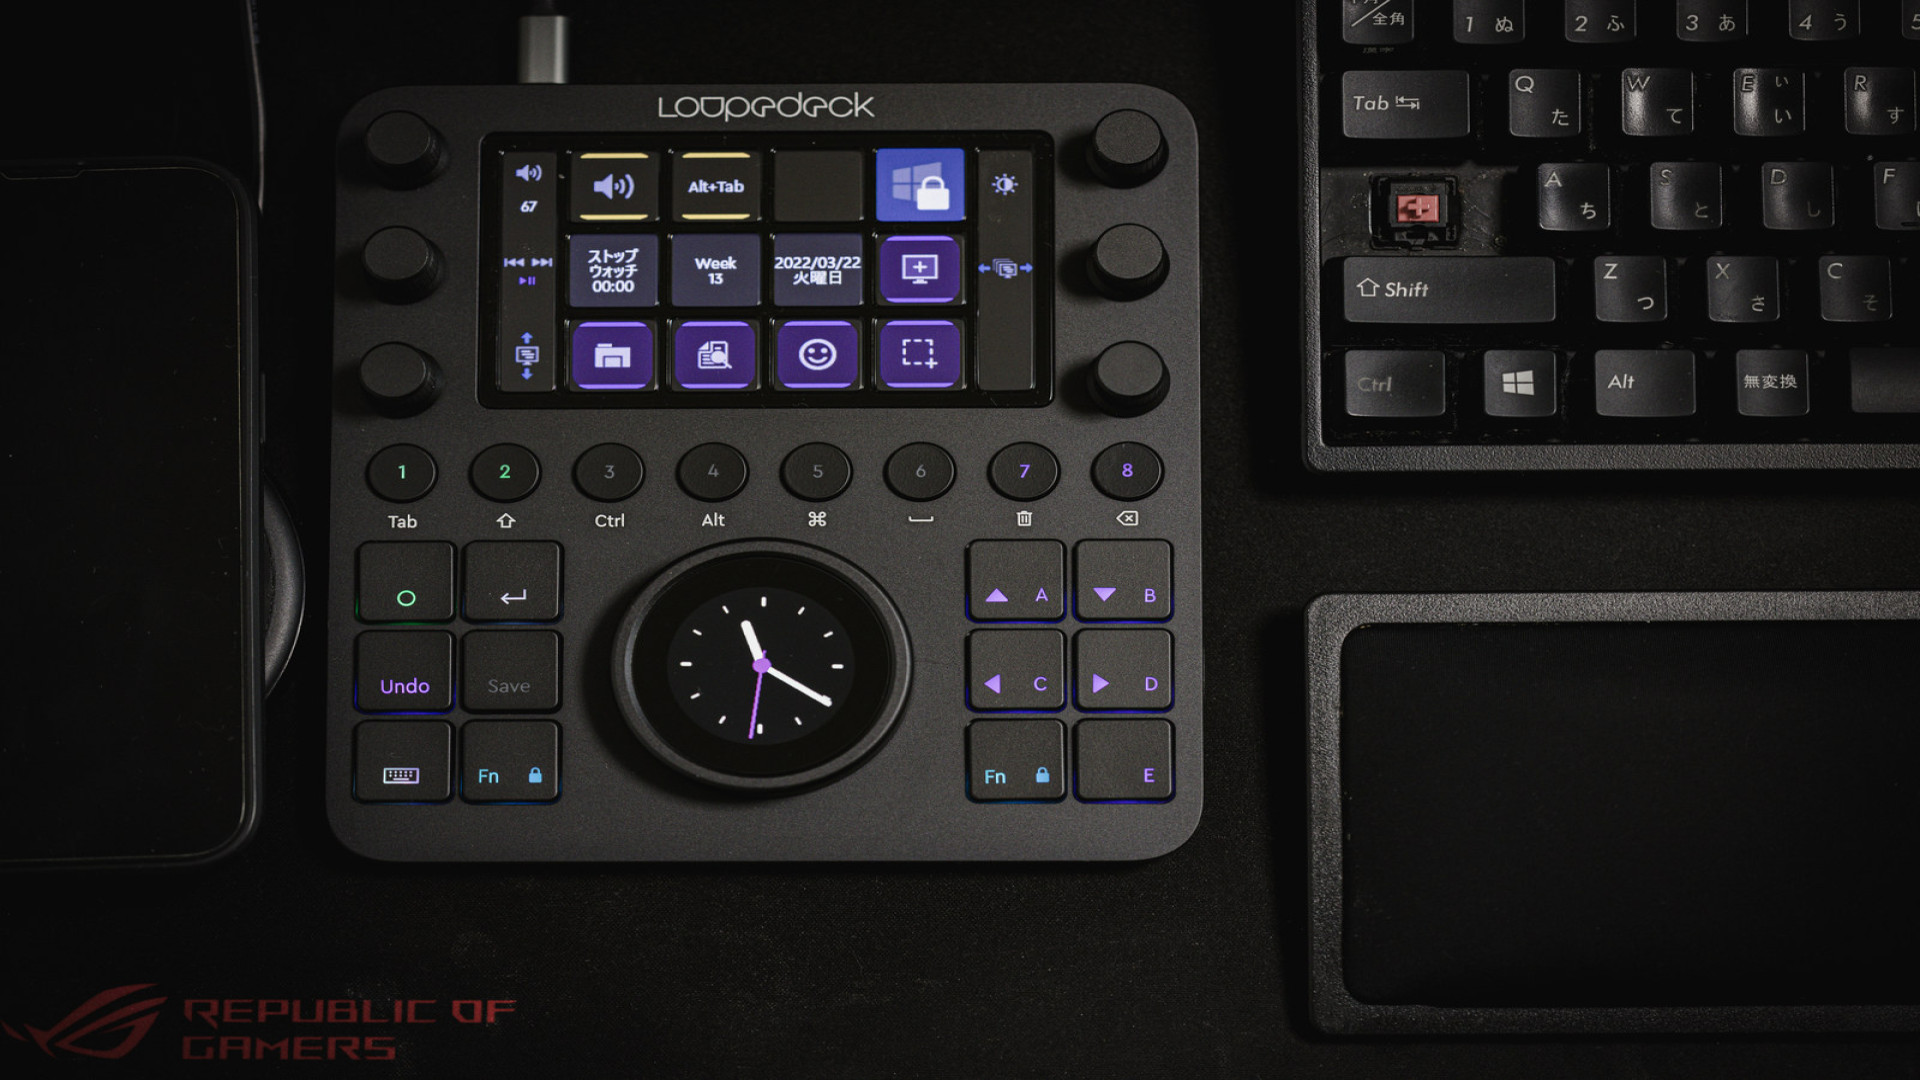 Loupedeck
67
Alt+Tab
ストップ
ウォッチ
00:00
Week
13
2022/03/22
火曜日
1 2 3 4 5 6 7 8
Tab Ctrl Alt ⌘
A B
Undo Save C D
Fn Fn E
全角
1 ぬ 2 ふ 3 あ 4 う
Tab Q た W て E い い R す
A ち S と D し F
Shift Z つ X さ C そ
Ctrl Alt 無変換
REPUBLIC OF
GAMERS